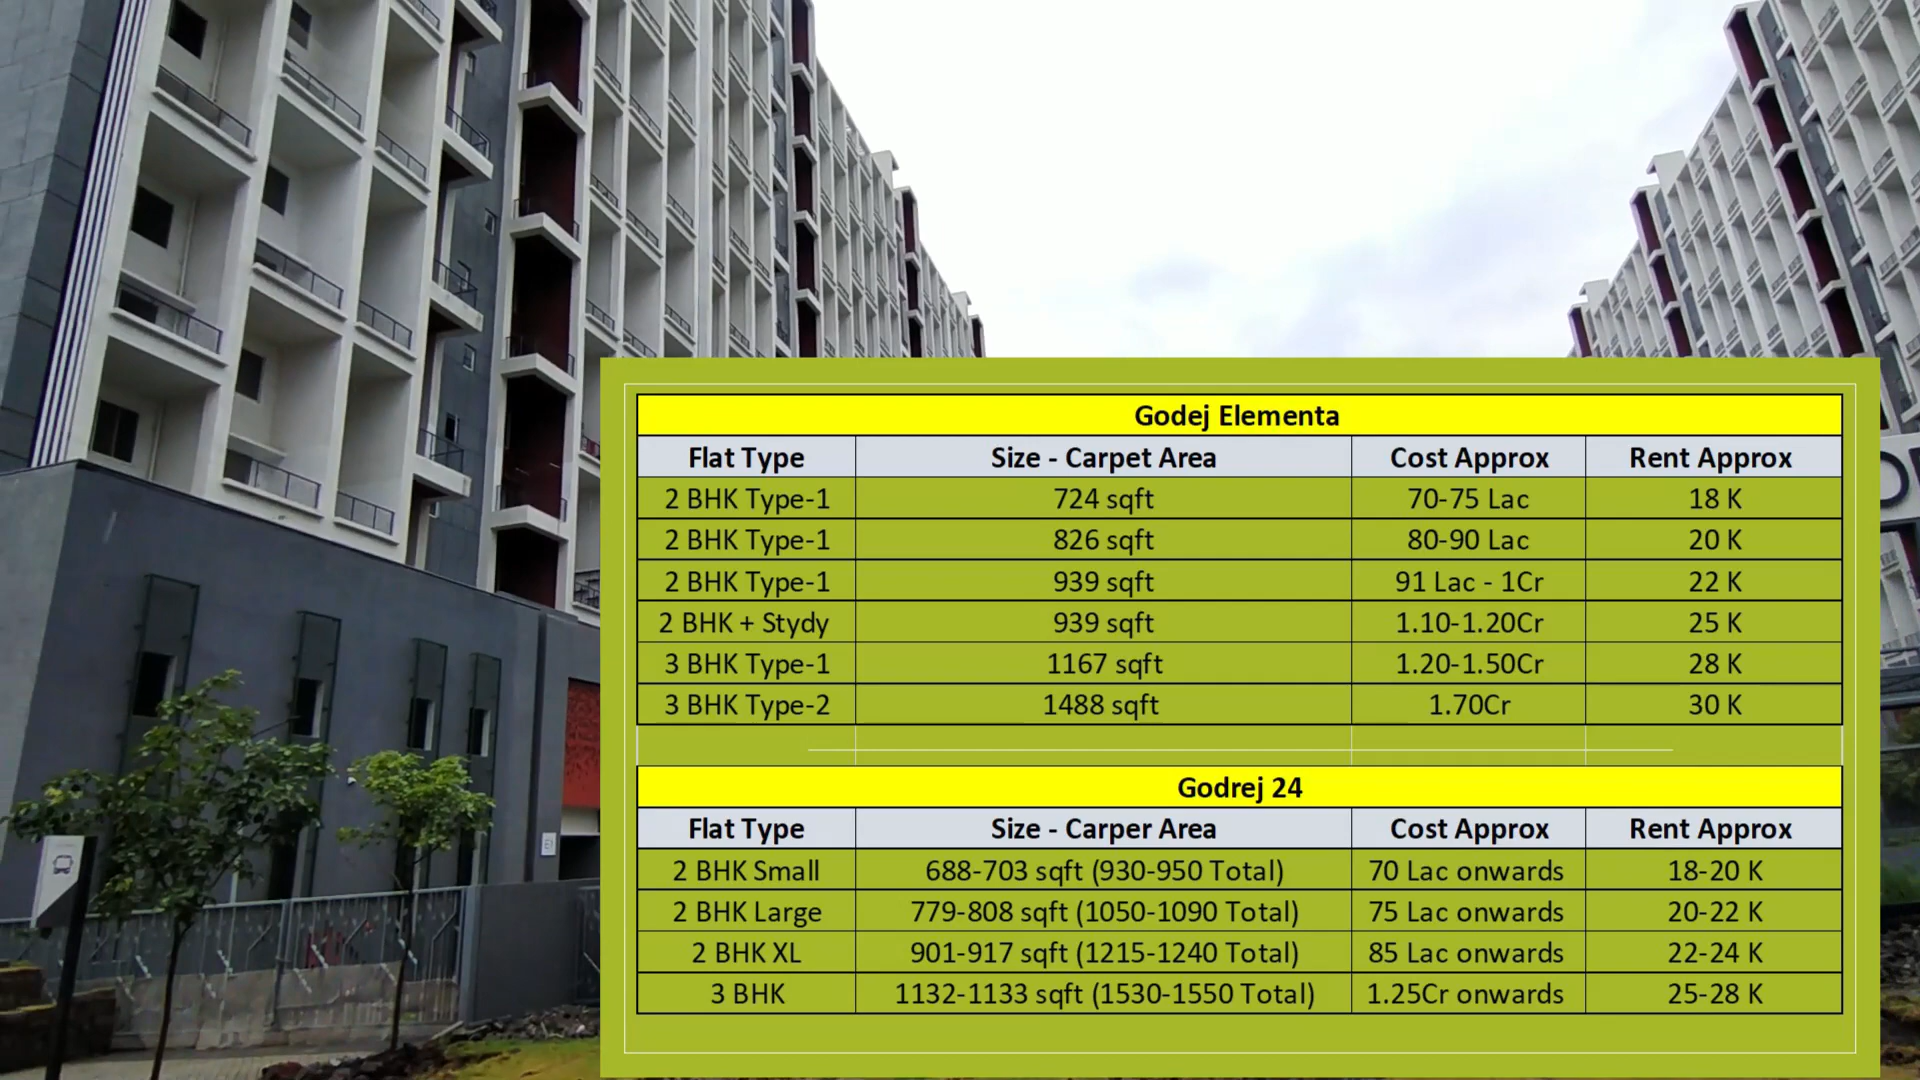 Godej Elementa
Flat Type Size - Carpet Area Cost Approx Rent Approx
2 BHK Type-1 724 sqft 70-75 Lac 18 K
2 BHK Type-1 826 sqft 80-90 Lac 20 K
2 BHK Type-1 939 sqft 91 Lac - 1Cr 22 K
2 BHK + Stydy 939 sqft 1.10-1.20Cr 25 K
3 BHK Type-1 1167 sqft 1.20-1.50Cr 28 K
3 BHK Type-2 1488 sqft 1.70Cr 30 K
Godrej 24
Flat Type Size - Carper Area Cost Approx Rent Approx
2 BHK Small 688-703 sqft (930-950 Total) 70 Lac onwards 18-20 K
2 BHK Large 779-808 sqft (1050-1090 Total) 75 Lac onwards 20-22 K
2 BHK XL 901-917 sqft (1215-1240 Total) 85 Lac onwards 22-24 K
3 BHK 1132-1133 sqft (1530-1550 Total) 1.25Cr onwards 25-28 K